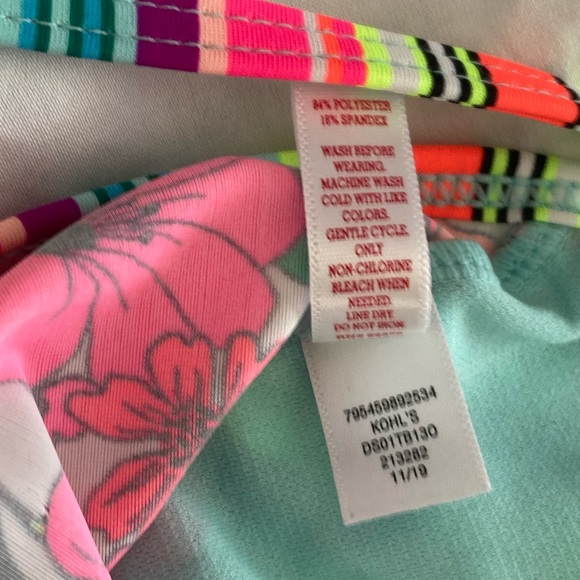 84% POLYESTER
16% SPANDEX
WASH BEFORE
WEARING.
MACHINE WASH
COLD WITH LIKE
COLORS.
GENTLE CYCLE.
ONLY
NON-CHLORINE
BLEACH WHEN
NEEDED.
LINE DRY
DO NOT IRON
795459892534
KOHL'S
DS01TB130
213282
11/19